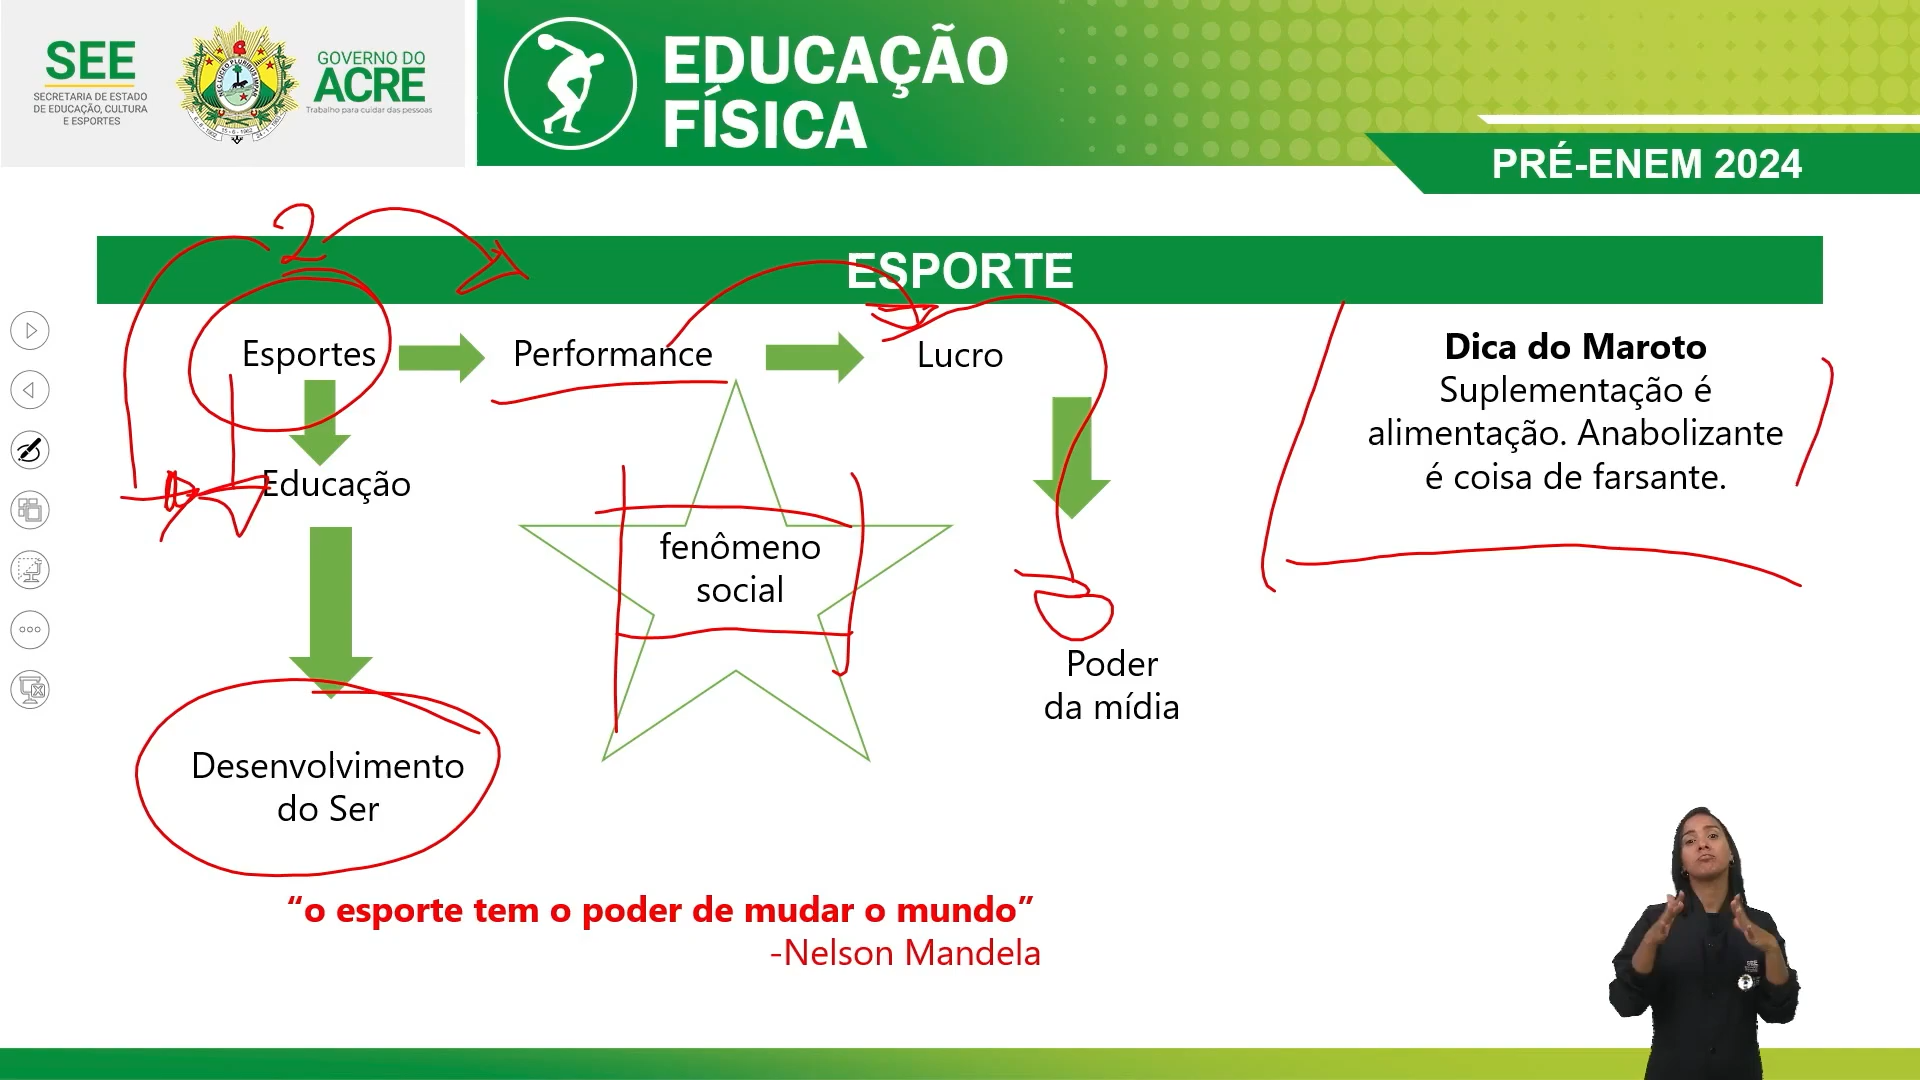 SEE
SECRETARIA DE ESTADO
DE EDUCAÇÃO, CULTURA
E ESPORTES
GOVERNO DO
ACRE
Trabalho para cuidar das pessoas
EDUCAÇÃO
FÍSICA
PRÉ-ENEM 2024
2
ESPORTE
Esportes
Performance
Lucro
Educação
fenômeno
social
Poder
da mídia
Desenvolvimento
do Ser
Dica do Maroto
Suplementação é
alimentação. Anabolizante
é coisa de farsante.
“o esporte tem o poder de mudar o mundo”
-Nelson Mandela